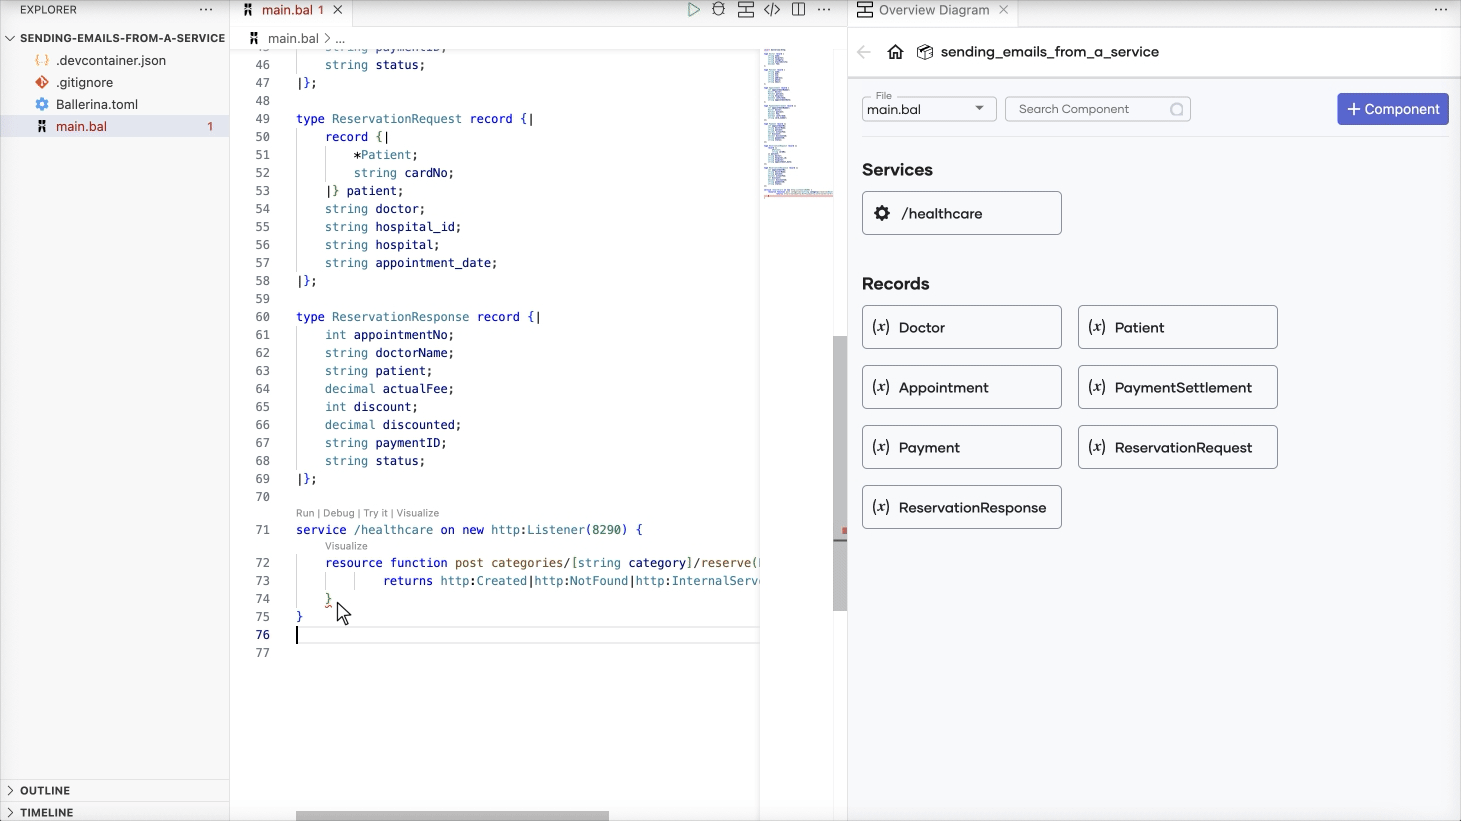 EXPLORER
SENDING-EMAILS-FROM-A-SERVICE
.devcontainer.json
.gitignore
Ballerina.toml
main.bal 1
OUTLINE
TIMELINE
main.bal 1
main.bal > ...
46 string status;
47 |};
48
49 type ReservationRequest record {|
50 record {|
51 *Patient;
52 string cardNo;
53 |} patient;
54 string doctor;
55 string hospital_id;
56 string hospital;
57 string appointment_date;
58 |};
59
60 type ReservationResponse record {|
61 int appointmentNo;
62 string doctorName;
63 string patient;
64 decimal actualFee;
65 int discount;
66 decimal discounted;
67 string paymentID;
68 string status;
69 |};
70
Run | Debug | Try it | Visualize
71 service /healthcare on new http:Listener(8290) {
Visualize
72 resource function post categories/[string category]/reserve(
73 returns http:Created|http:NotFound|http:InternalServ
74 }
75 }
76
77
Overview Diagram
sending_emails_from_a_service
File
main.bal
Search Component
+ Component
Services
/healthcare
Records
(x) Doctor
(x) Patient
(x) Appointment
(x) PaymentSettlement
(x) Payment
(x) ReservationRequest
(x) ReservationResponse